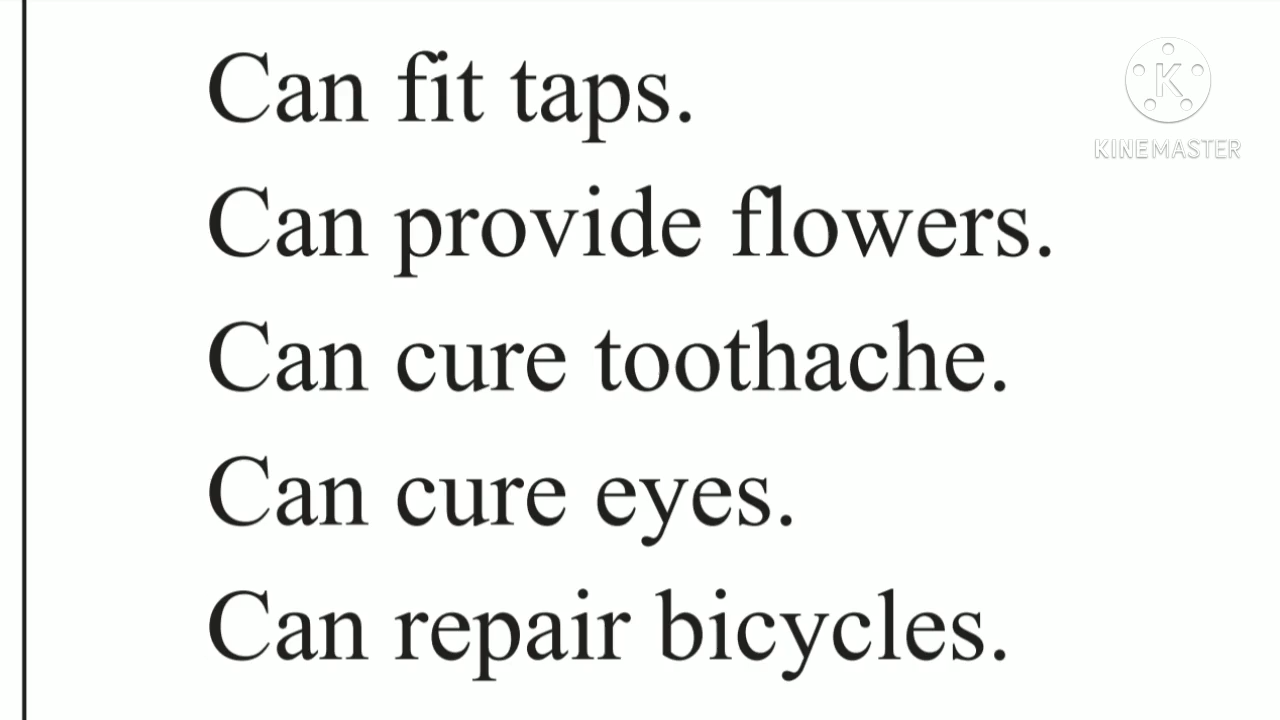 Can fit taps.
Can provide flowers.
Can cure toothache.
Can cure eyes.
Can repair bicycles.
K
KINEMASTER